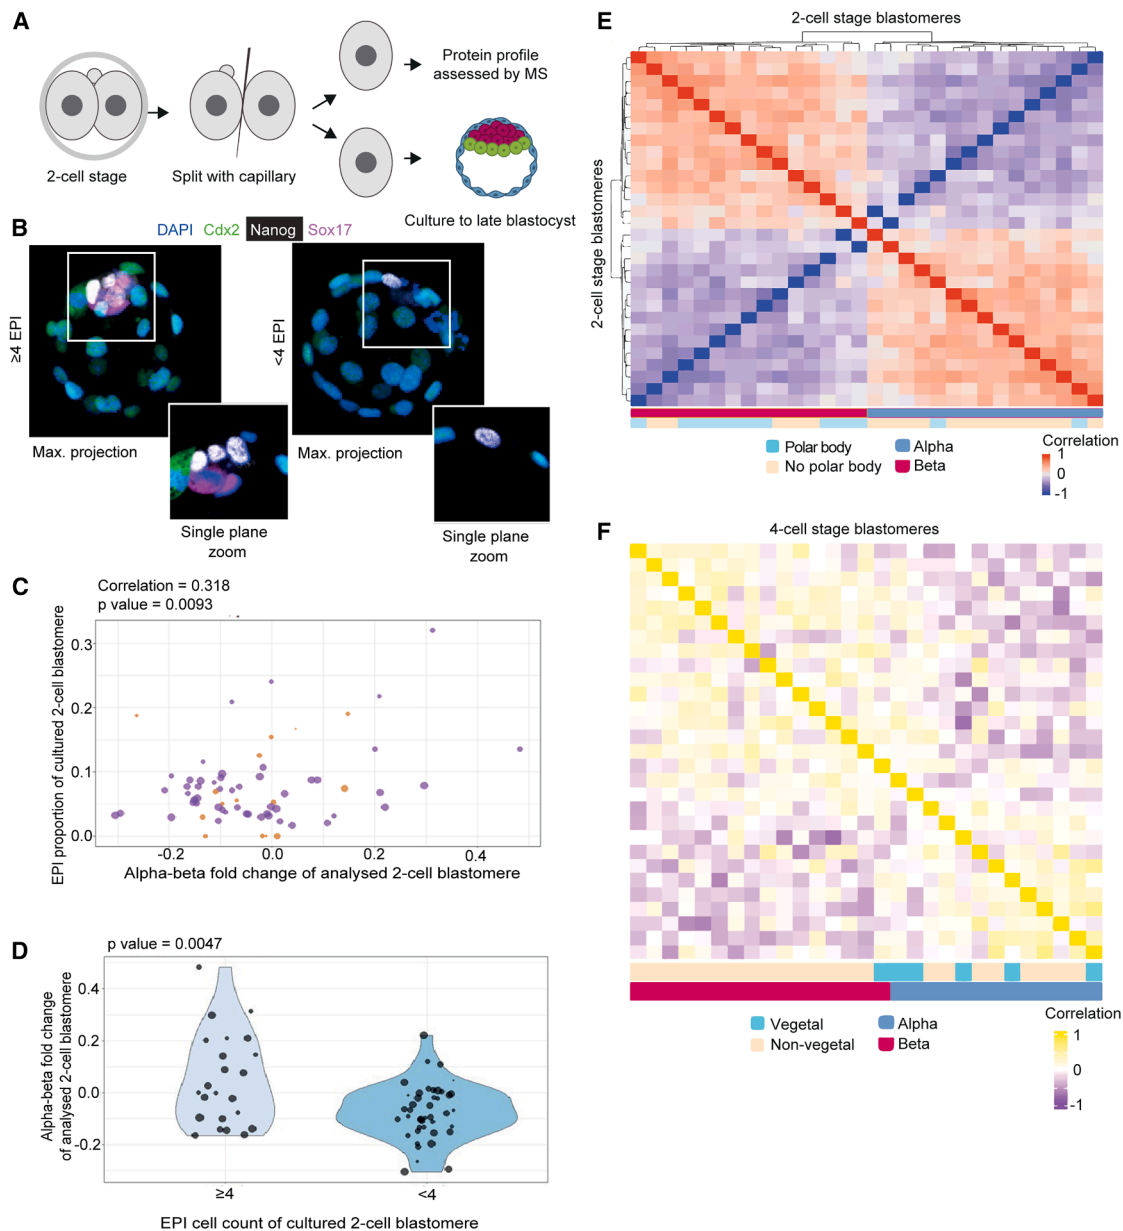 A
2-cell stage
Split with capillary
Protein profile
assessed by MS
Culture to late blastocyst
B
DAPI Cdx2 Nanog Sox17
≥4 EPI
<4 EPI
Max. projection
Max. projection
Single plane
zoom
Single plane
zoom
C
Correlation = 0.318
p value = 0.0093
EPI proportion of cultured 2-cell blastomere
0.3
0.2
0.1
0.0
-0.2
0.0
0.2
0.4
Alpha-beta fold change of analysed 2-cell blastomere
D
p value = 0.0047
Alpha-beta fold change
of analysed 2-cell blastomere
0.4
0.2
0.0
-0.2
≥4
<4
EPI cell count of cultured 2-cell blastomere
E
2-cell stage blastomeres
2-cell stage blastomeres
Polar body
No polar body
Alpha
Beta
Correlation
1
0
-1
F
4-cell stage blastomeres
Vegetal
Non-vegetal
Alpha
Beta
Correlation
1
0
-1